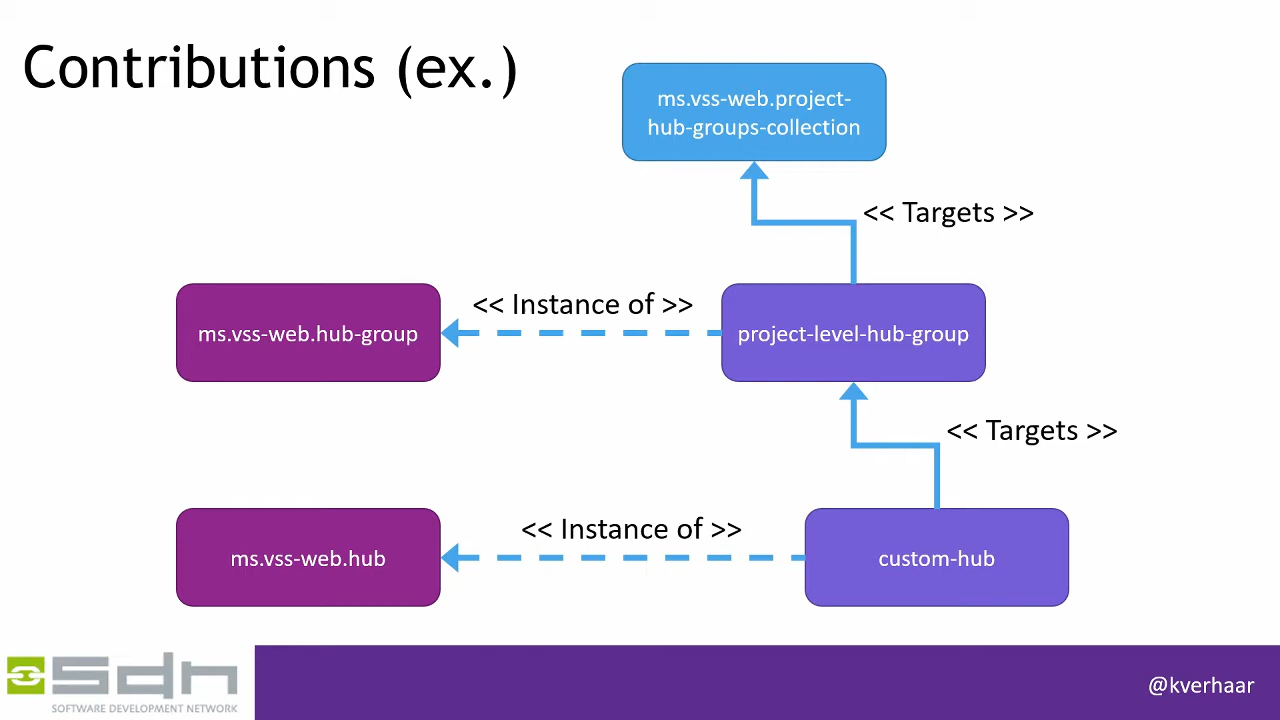 Contributions (ex.)
ms.vss-web.project-
hub-groups-collection
<< Targets >>
<< Instance of >>
ms.vss-web.hub-group
project-level-hub-group
<< Targets >>
<< Instance of >>
ms.vss-web.hub
custom-hub
sdn
SOFTWARE DEVELOPMENT NETWORK
@kverhaar